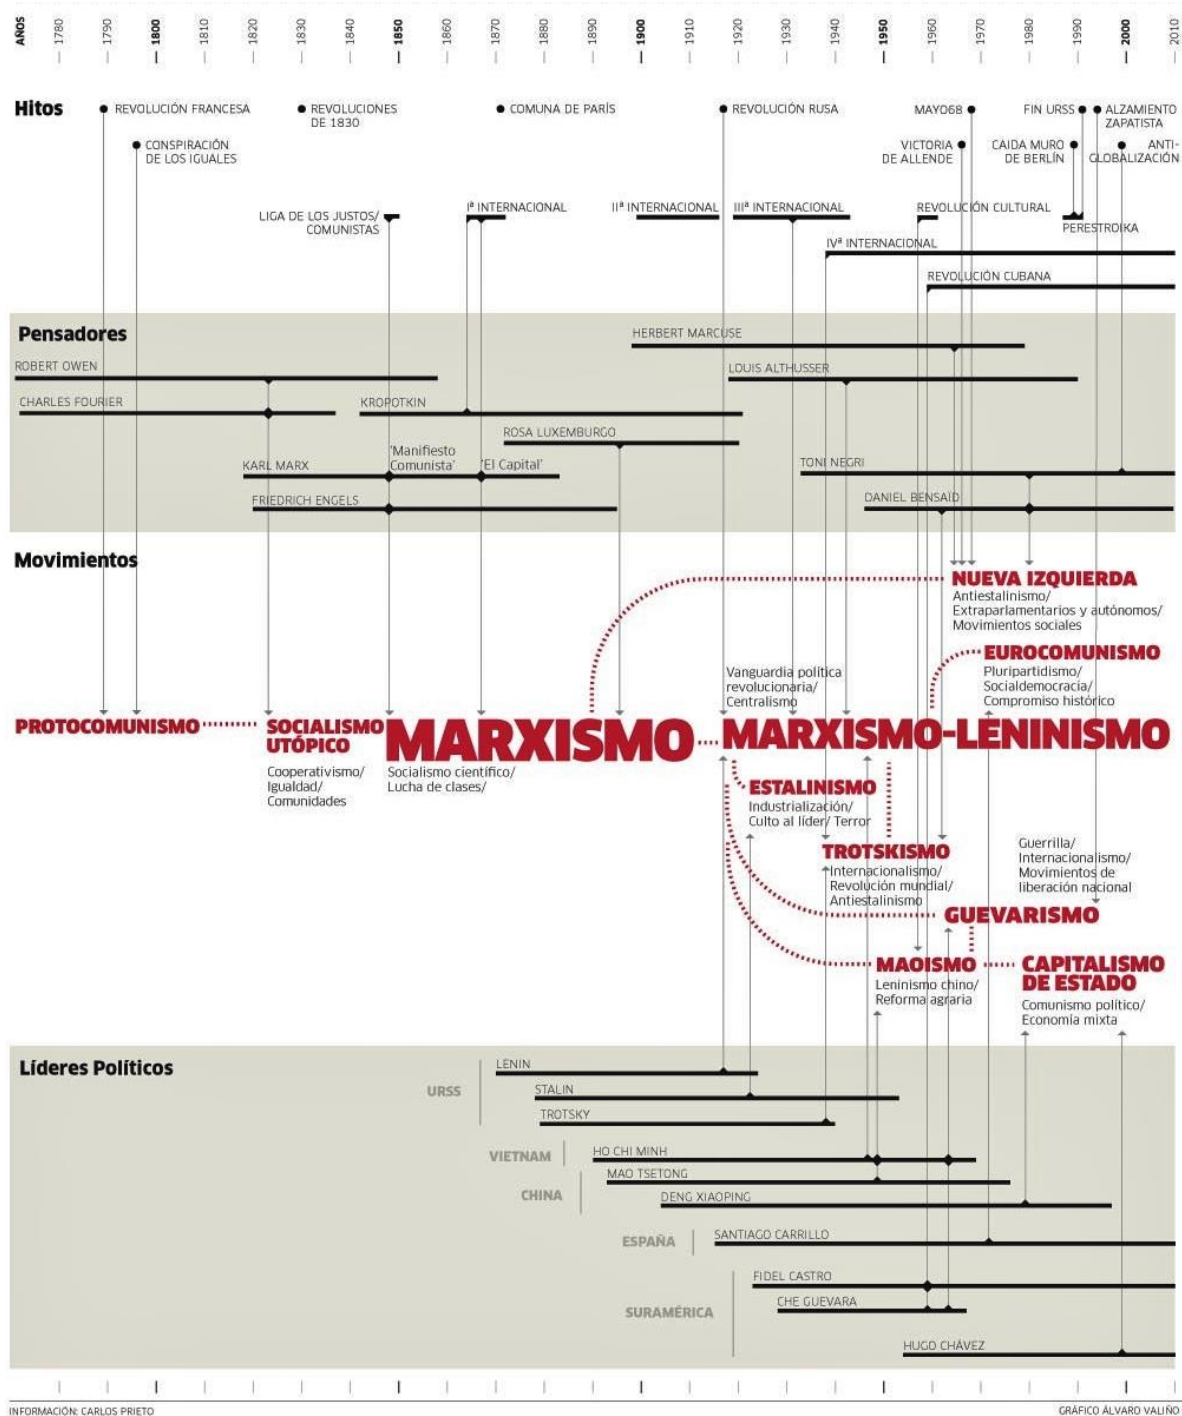 AÑOS 1780 1790 1800 1810 1820 1830 1840 1850 1860 1870 1880 1890 1900 1910 1920 1930 1940 1950 1960 1970 1980 1990 2000 2010
Hitos
REVOLUCIÓN FRANCESA
REVOLUCIONES
DE 1830
COMUNA DE PARÍS
REVOLUCIÓN RUSA
MAYO68
FIN URSS
ALZAMIENTO
ZAPATISTA
CONSPIRACIÓN
DE LOS IGUALES
VICTORIA
DE ALLENDE
CAIDA MURO
DE BERLÍN
ANTI-
GLOBALIZACIÓN
LIGA DE LOS JUSTOS/
COMUNISTAS
Iª INTERNACIONAL
IIª INTERNACIONAL
IIIª INTERNACIONAL
REVOLUCIÓN CULTURAL
PERESTROIKA
IVª INTERNACIONAL
REVOLUCIÓN CUBANA
Pensadores
HERBERT MARCUSE
ROBERT OWEN
LOUIS ALTHUSSER
CHARLES FOURIER
KROPOTKIN
ROSA LUXEMBURGO
'Manifiesto
Comunista'
'El Capital'
KARL MARX
TONI NEGRI
FRIEDRICH ENGELS
DANIEL BENSAÏD
Movimientos
NUEVA IZQUIERDA
Antiestalinismo/
Extraparlamentarios y autónomos/
Movimientos sociales
EUROCOMUNISMO
Pluripartidismo/
Socialdemocracia/
Compromiso histórico
Vanguardia política
revolucionaria/
Centralismo
PROTOCOMUNISMO
SOCIALISMO
UTÓPICO
Cooperativismo/
Igualdad/
Comunidades
MARXISMO
Socialismo científico/
Lucha de clases/
MARXISMO-LENINISMO
ESTALINISMO
Industrialización/
Culto al líder/ Terror
TROTSKISMO
Internacionalismo/
Revolución mundial/
Antiestalinismo
Guerrilla/
Internacionalismo/
Movimientos de
liberación nacional
GUEVARISMO
MAOISMO
Leninismo chino/
Reforma agraria
CAPITALISMO
DE ESTADO
Comunismo político/
Economía mixta
Líderes Políticos
URSS
LENIN
STALIN
TROTSKY
VIETNAM
HO CHI MINH
CHINA
MAO TSETONG
DENG XIAOPING
ESPAÑA
SANTIAGO CARRILLO
SURAMÉRICA
FIDEL CASTRO
CHE GUEVARA
HUGO CHÁVEZ
INFORMACIÓN: CARLOS PRIETO
GRÁFICO ÁLVARO VALIÑO